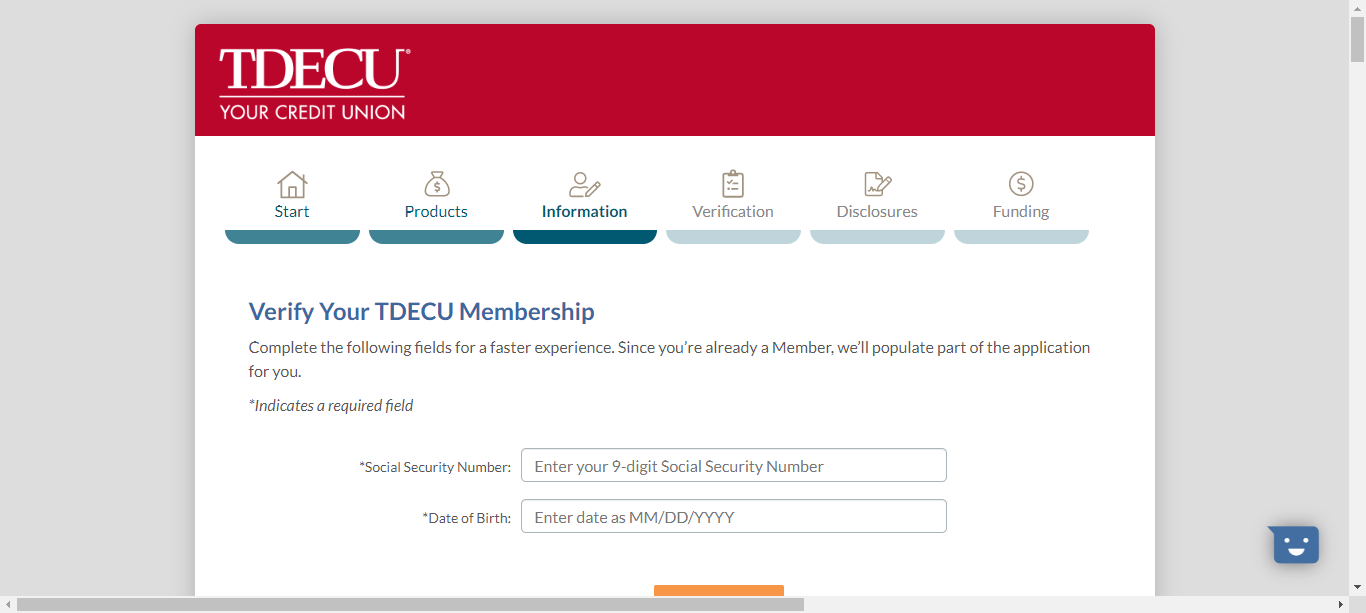 TDECU®
YOUR CREDIT UNION
Start
Products
Information
Verification
Disclosures
Funding
Verify Your TDECU Membership
Complete the following fields for a faster experience. Since you’re already a Member, we’ll populate part of the application
for you.
*Indicates a required field
*Social Security Number:
Enter your 9-digit Social Security Number
*Date of Birth:
Enter date as MM/DD/YYYY